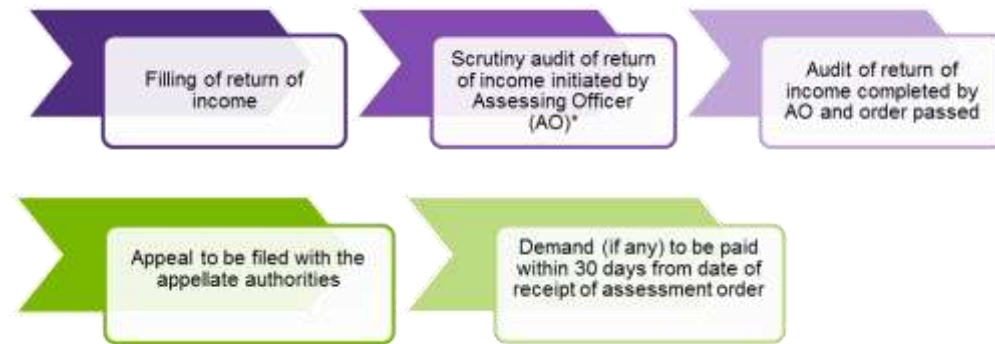 Filling of return of
income
Scrutiny audit of return
of income initiated by
Assessing Officer
(AO)*
Audit of return of
income completed by
AO and order passed
Appeal to be filed with the
appellate authorities
Demand (if any) to be paid
within 30 days from date of
receipt of assessment order